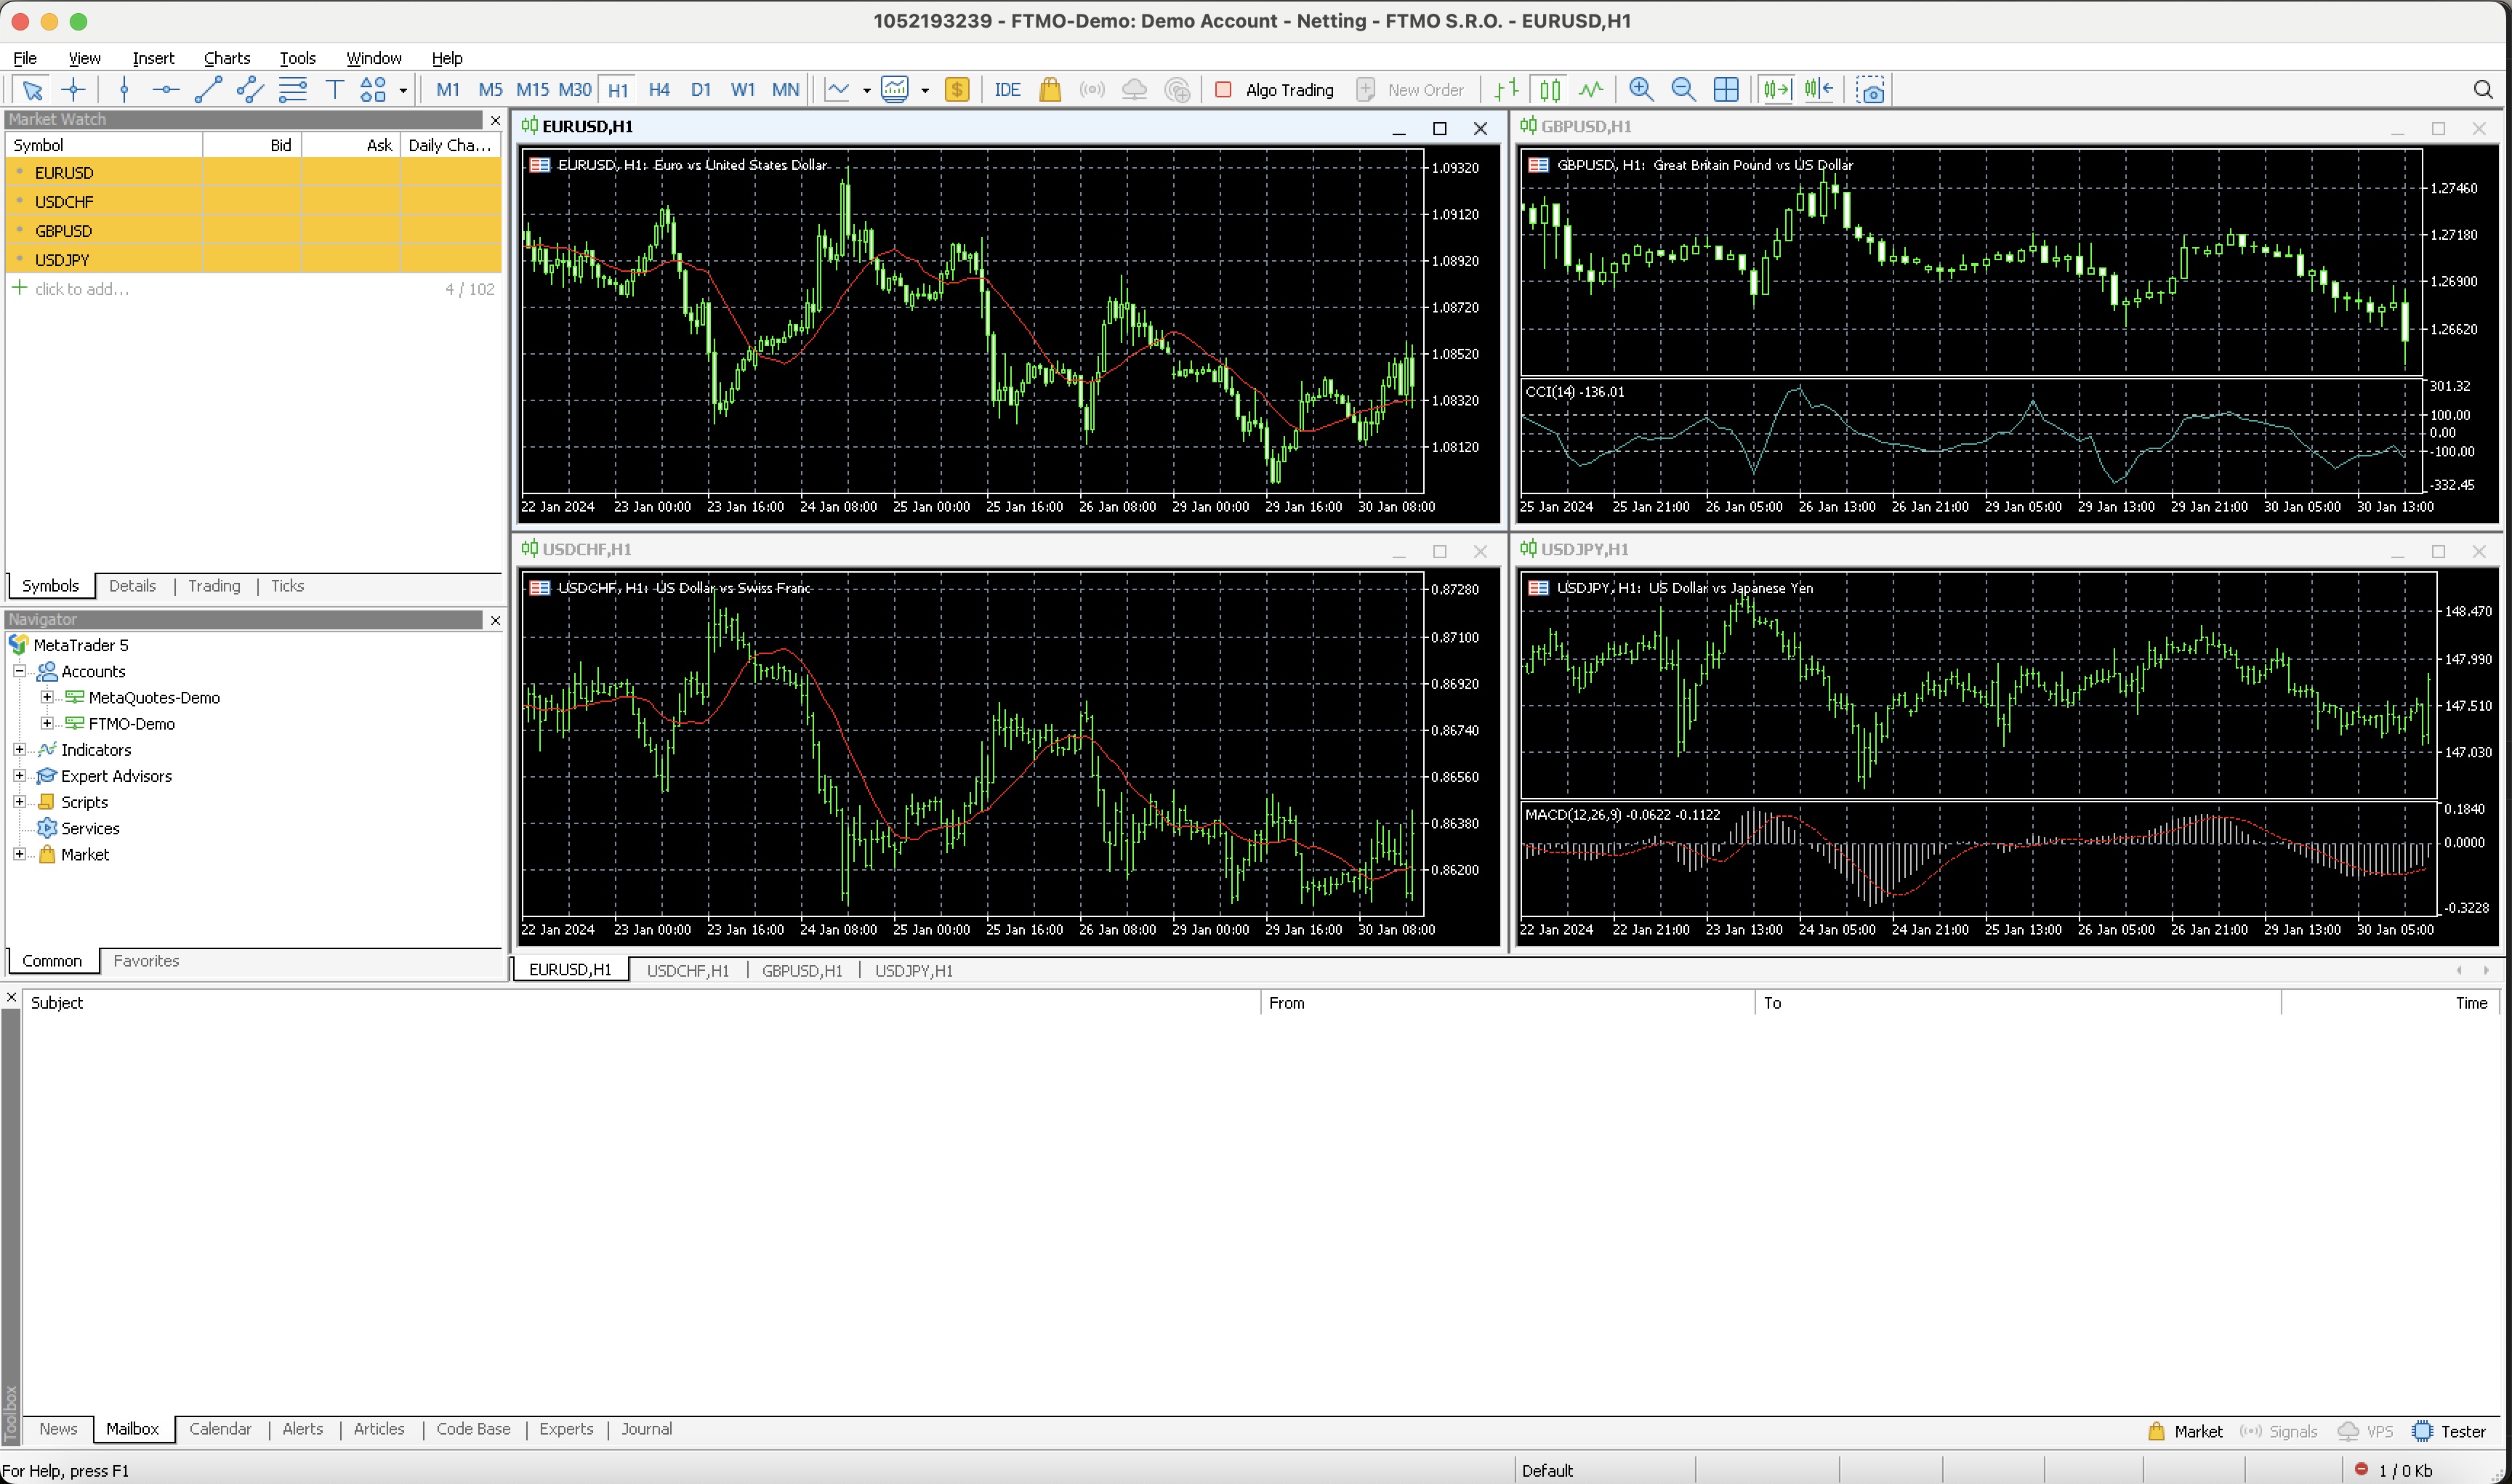 1052193239 - FTMO-Demo: Demo Account - Netting - FTMO S.R.O. - EURUSD,H1
File View Insert Charts Tools Window Help
M1 M5 M15 M30 H1 H4 D1 W1 MN IDE Algo Trading New Order
Market Watch
Symbol Bid Ask Daily Cha...
EURUSD
USDCHF
GBPUSD
USDJPY
click to add... 4 / 102
Symbols Details Trading Ticks
Navigator
MetaTrader 5
Accounts
MetaQuotes-Demo
FTMO-Demo
Indicators
Expert Advisors
Scripts
Services
Market
Common Favorites
EURUSD,H1
EURUSD, H1: Euro vs United States Dollar
1.09320
1.09120
1.08920
1.08720
1.08520
1.08320
1.08120
22 Jan 2024 23 Jan 00:00 23 Jan 16:00 24 Jan 08:00 25 Jan 00:00 25 Jan 16:00 26 Jan 08:00 29 Jan 00:00 29 Jan 16:00 30 Jan 08:00
GBPUSD,H1
GBPUSD, H1: Great Britain Pound vs US Dollar
1.27460
1.27180
1.26900
1.26620
CCI(14) -136.01
301.32
100.00
0.00
-100.00
-332.45
25 Jan 2024 25 Jan 21:00 26 Jan 05:00 26 Jan 13:00 26 Jan 21:00 29 Jan 05:00 29 Jan 13:00 29 Jan 21:00 30 Jan 05:00 30 Jan 13:00
USDCHF,H1
USDCHF, H1: US Dollar vs Swiss Franc
0.87280
0.87100
0.86920
0.86740
0.86560
0.86380
0.86200
22 Jan 2024 23 Jan 00:00 23 Jan 16:00 24 Jan 08:00 25 Jan 00:00 25 Jan 16:00 26 Jan 08:00 29 Jan 00:00 29 Jan 16:00 30 Jan 08:00
USDJPY,H1
USDJPY, H1: US Dollar vs Japanese Yen
148.470
147.990
147.510
147.030
MACD(12,26,9) -0.0622 -0.1122
0.1840
0.0000
-0.3228
22 Jan 2024 22 Jan 21:00 23 Jan 13:00 24 Jan 05:00 24 Jan 21:00 25 Jan 13:00 26 Jan 05:00 26 Jan 21:00 29 Jan 13:00 30 Jan 05:00
EURUSD,H1 USDCHF,H1 GBPUSD,H1 USDJPY,H1
Subject From To Time
Toolbox
News Mailbox Calendar Alerts Articles Code Base Experts Journal
Market Signals VPS Tester
For Help, press F1 Default 1 / 0 Kb